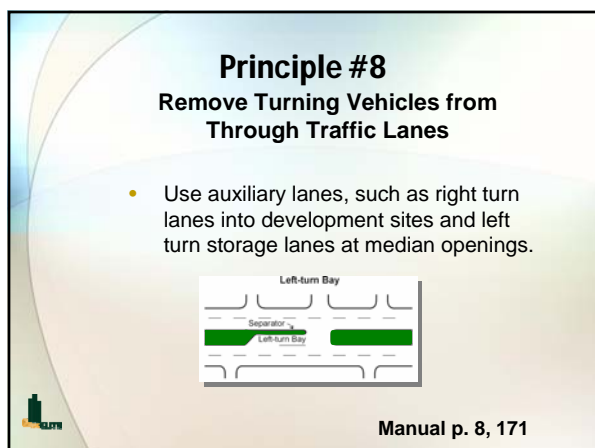 Principle #8
Remove Turning Vehicles from
Through Traffic Lanes
• Use auxiliary lanes, such as right turn
lanes into development sites and left
turn storage lanes at median openings.
Left-turn Bay
Separator
Left-turn Bay
Manual p. 8, 171